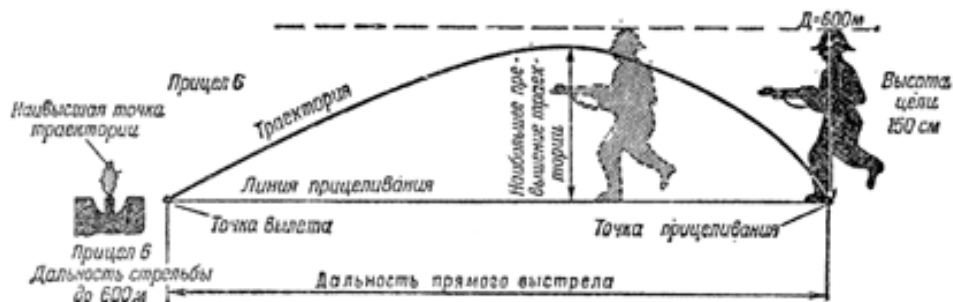 Д=600м
Прицел 6
Наивысшая точка
траектории
Траектория
Наибольшее пре-
вышение траек-
тории
Высота
цели
150 см
Линия прицеливания
Точка вылета
Точка прицеливания
Прицел 6
Дальность стрельбы
до 600м
Дальность прямого выстрела